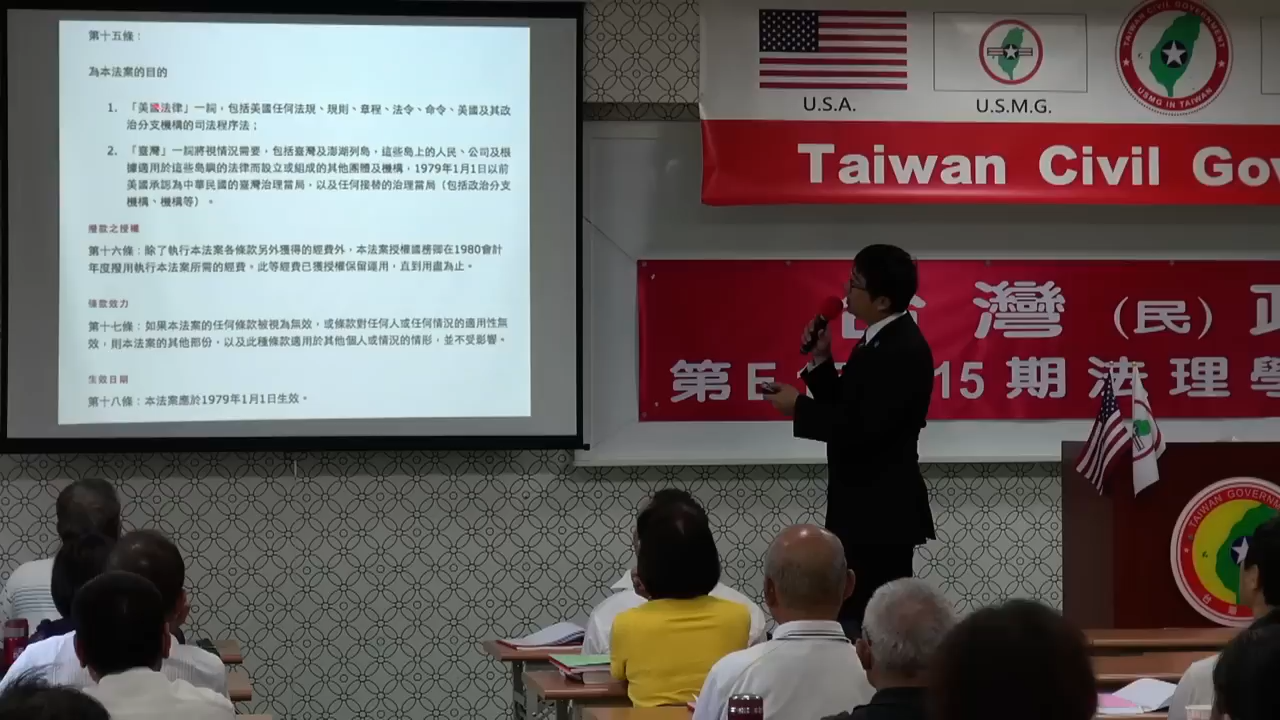 第十五條：
為本法案的目的
1. 「美國法律」一詞，包括美國任何法規、規則、章程、法令、命令、美國及其政
治分支機構的司法程序法；
2. 「臺灣」一詞將視情況需要，包括臺灣及澎湖列島，這些島上的人民、公司及根
據適用於這些島嶼的法律而設立或組成的其他團體及機構，1979年1月1日以前
美國承認為中華民國的臺灣治理當局，以及任何接替的治理當局（包括政治分支
機構、機構等）。
撥款之授權
第十六條：除了執行本法案各條款另外獲得的經費外，本法案授權國務卿在1980會計
年度撥用執行本法案所需的經費。此等經費已獲授權保留運用，直到用盡為止。
條款效力
第十七條：如果本法案的任何條款被視為無效，或條款對任何人或任何情況的適用性無
效，則本法案的其他部份，以及此種條款適用於其他個人或情況的情形，並不受影響。
生效日期
第十八條：本法案應於1979年1月1日生效。
U.S.A.
U.S.M.G.
TAIWAN CIVIL GOVERNMENT
USMG IN TAIWAN
Taiwan Civil Gov
灣（民）政
第E 15期法理學
TAIWAN GOVERNM